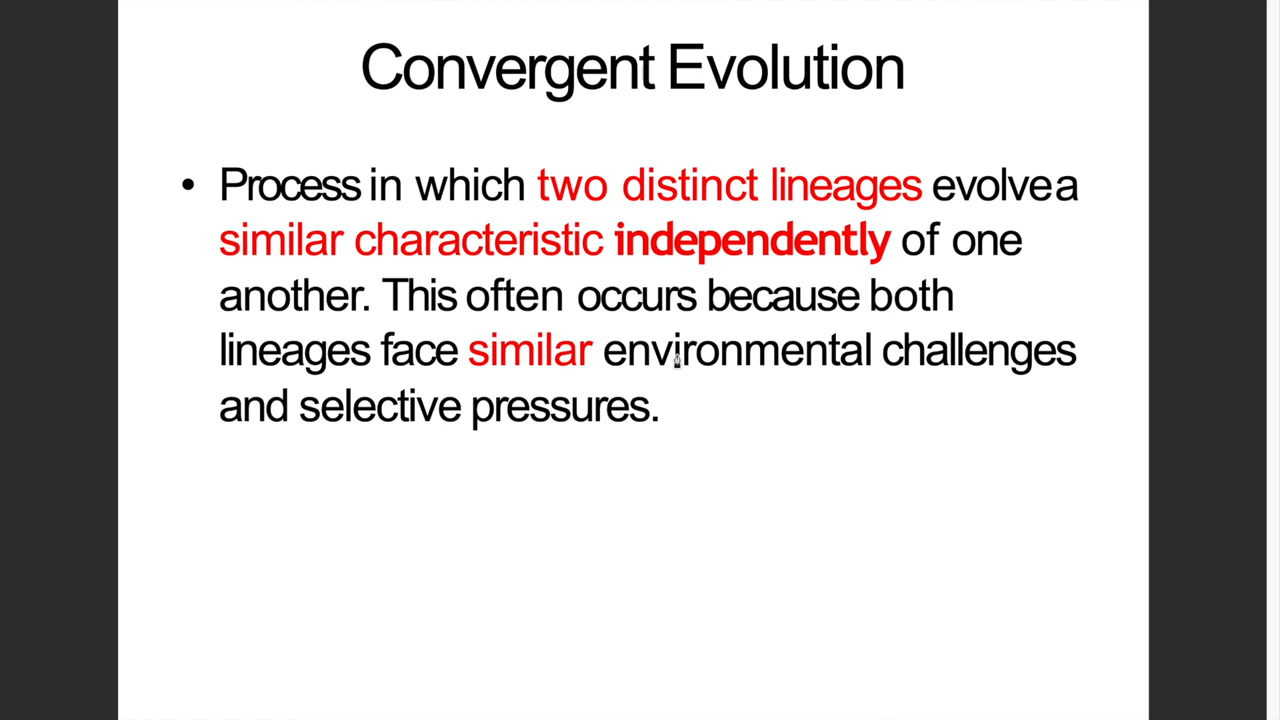 Convergent Evolution
• Process in which two distinct lineages evolve a
similar characteristic independently of one
another. This often occurs because both
lineages face similar environmental challenges
and selective pressures.